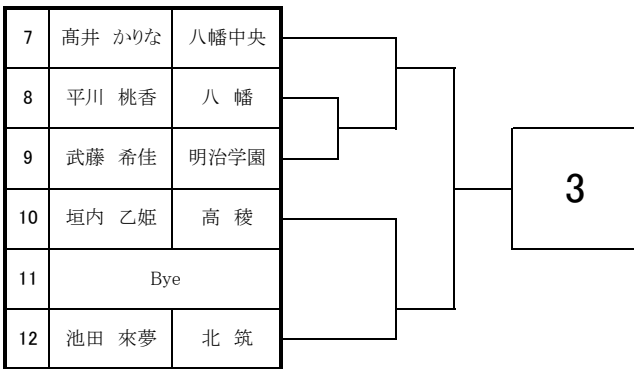 7 髙井 かりな 八幡中央
8 平川 桃香 八 幡
9 武藤 希佳 明治学園
3
10 垣内 乙姫 高 稜
11 Bye
12 池田 來夢 北 筑